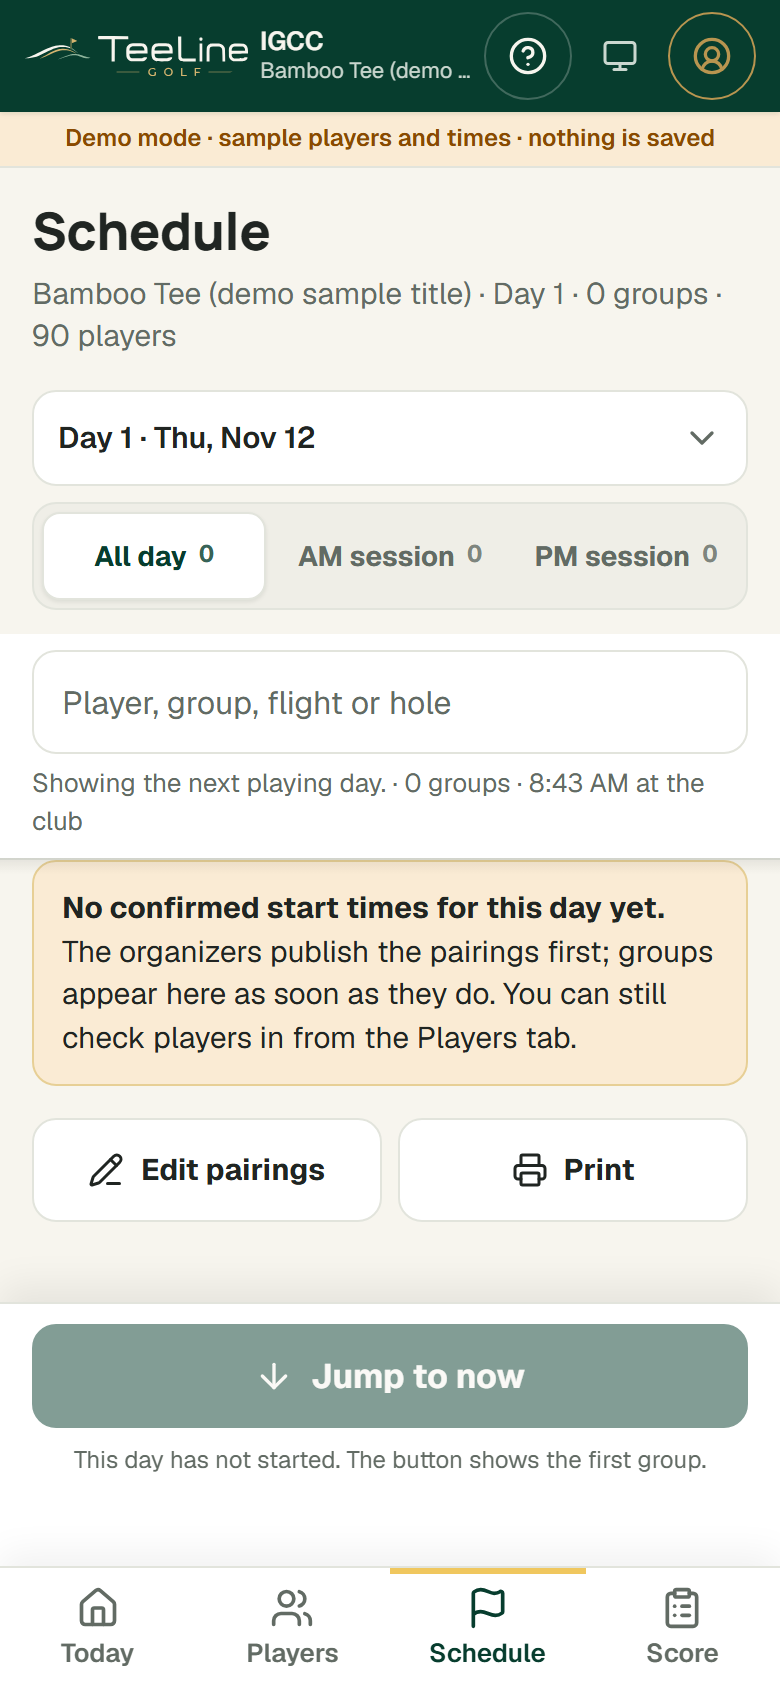 TeeLine
GOLF
IGCC
Bamboo Tee (demo ...
Demo mode · sample players and times · nothing is saved
Schedule
Bamboo Tee (demo sample title) · Day 1 · 0 groups ·
90 players
Day 1 · Thu, Nov 12
All day 0
AM session 0
PM session 0
Player, group, flight or hole
Showing the next playing day. · 0 groups · 8:43 AM at the
club
No confirmed start times for this day yet.
The organizers publish the pairings first; groups
appear here as soon as they do. You can still
check players in from the Players tab.
Edit pairings
Print
Jump to now
This day has not started. The button shows the first group.
Today
Players
Schedule
Score